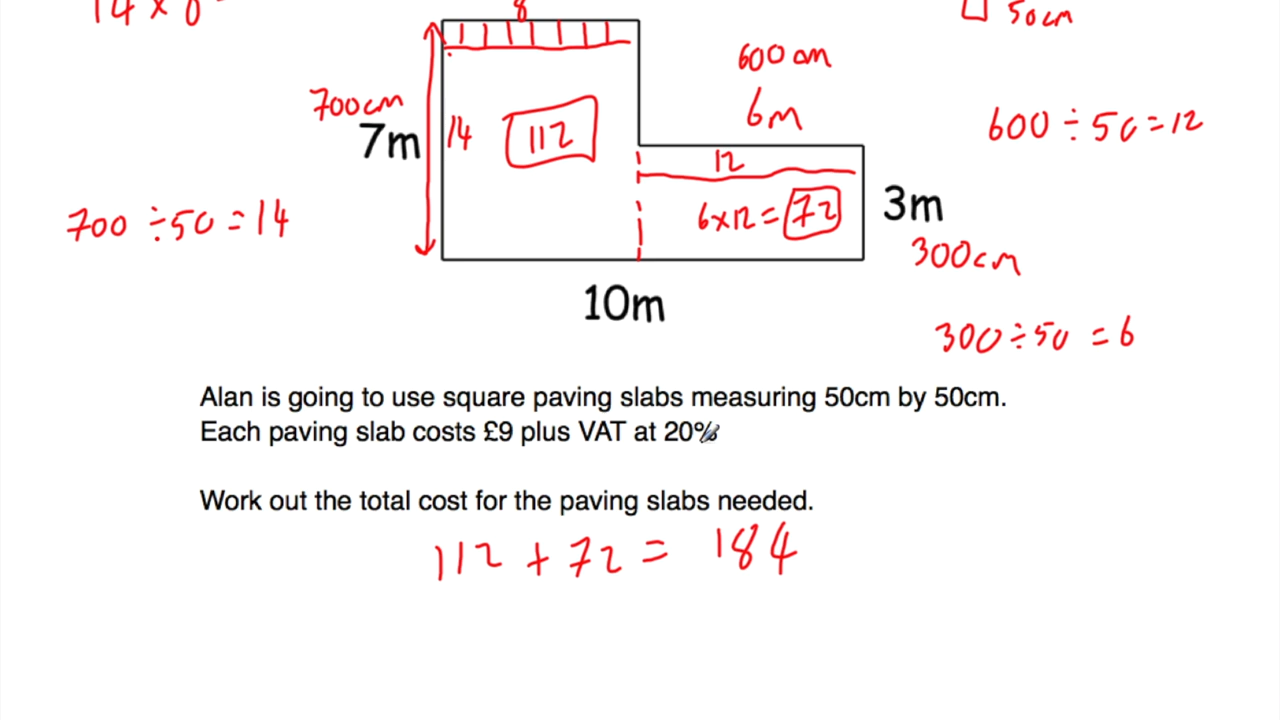 14 × 8 =
8
50cm
600cm
700cm
6m
7m
14
112
600 ÷ 50 = 12
12
700 ÷ 50 = 14
6 × 12 = 72
3m
300cm
10m
300 ÷ 50 = 6
Alan is going to use square paving slabs measuring 50cm by 50cm.
Each paving slab costs £9 plus VAT at 20%
Work out the total cost for the paving slabs needed.
112 + 72 = 184